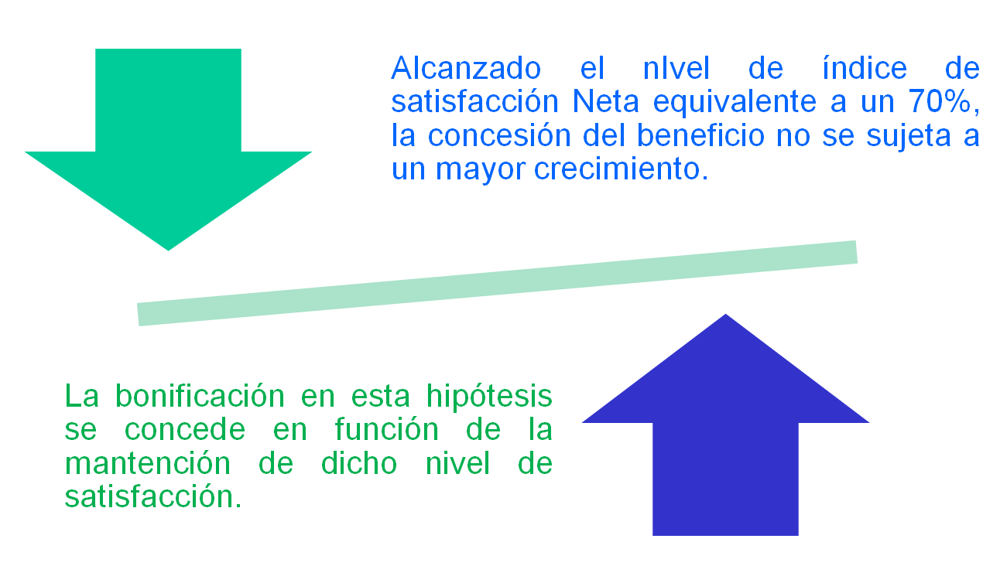 Alcanzado el nIvel de índice de
satisfacción Neta equivalente a un 70%,
la concesión del beneficio no se sujeta a
un mayor crecimiento.
La bonificación en esta hipótesis
se concede en función de la
mantención de dicho nivel de
satisfacción.